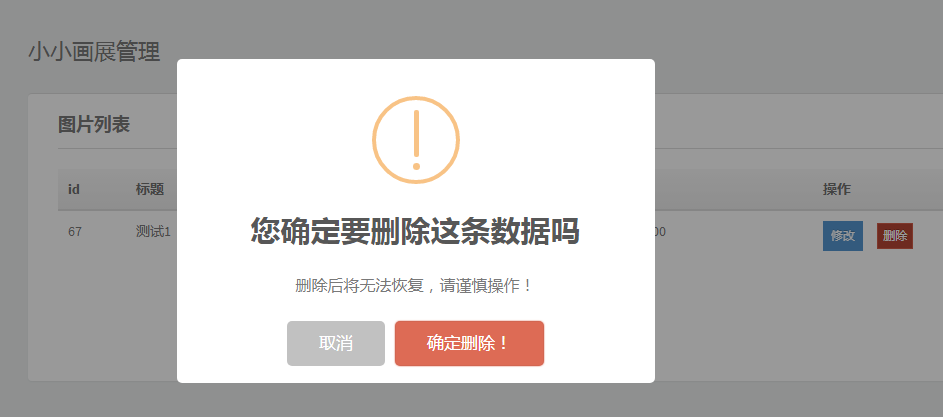 小小画展管理
图片列表
id 标题 操作
67 测试1 00 修改 删除
您确定要删除这条数据吗
删除后将无法恢复，请谨慎操作！
取消 确定删除！